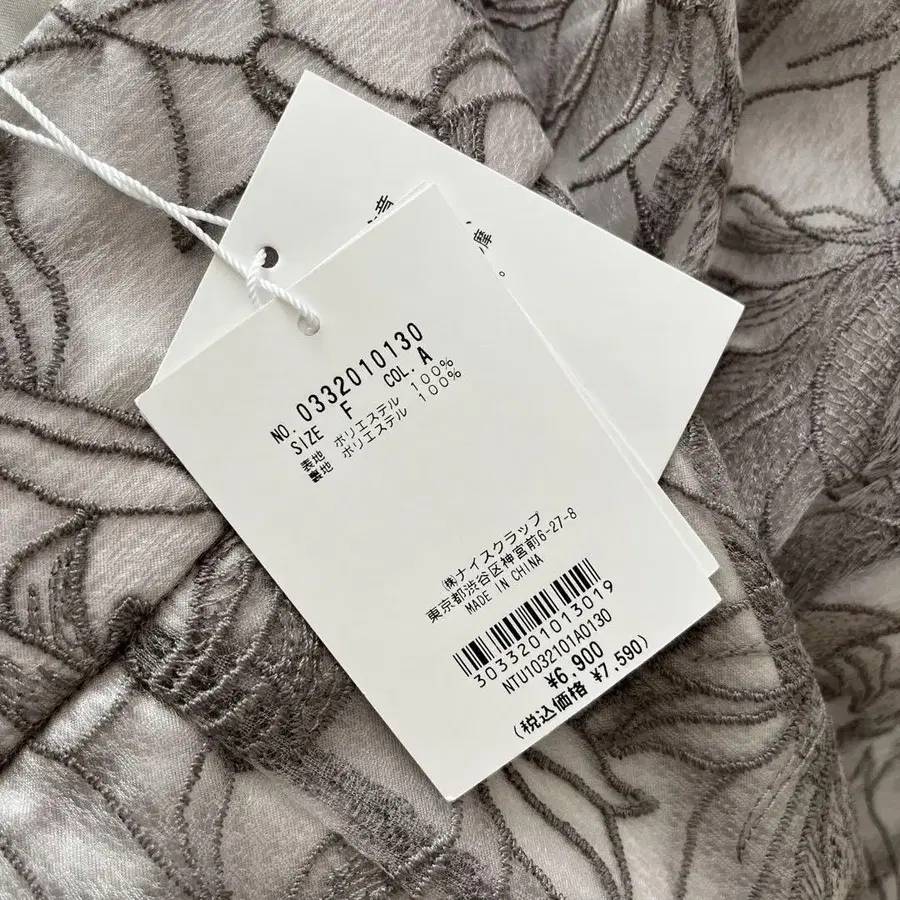 NO. 0332010130
SIZE F COL. A
表地 ポリエステル 100%
裏地 ポリエステル 100%
㈱ナイスクラップ
東京都渋谷区神宮前6-27-8
MADE IN CHINA
3033201013019
NTU1032101A0130
¥6,900
(税込価格 ¥7,590)
摩
。